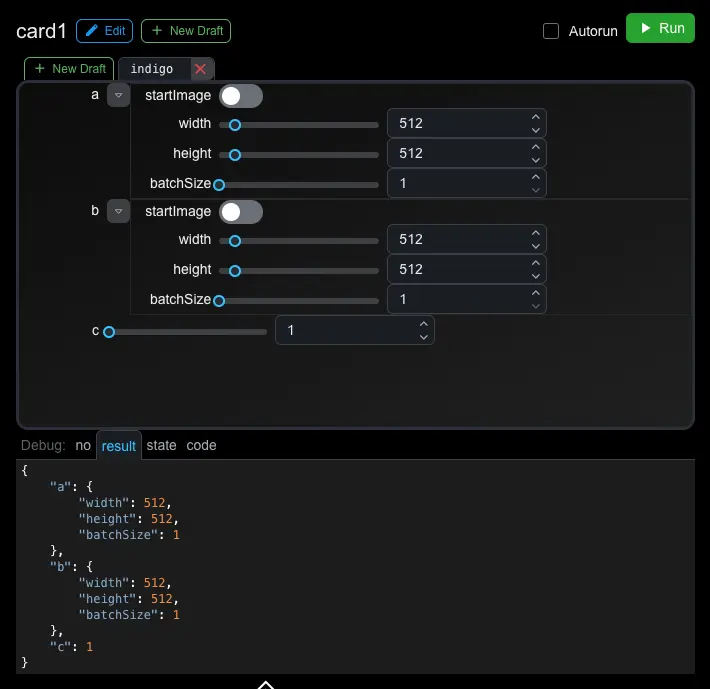 card1 Edit + New Draft Autorun Run
+ New Draft indigo
a startImage
width 512
height 512
batchSize 1
b startImage
width 512
height 512
batchSize 1
c 1
Debug: no result state code
{
    "a": {
        "width": 512,
        "height": 512,
        "batchSize": 1
    },
    "b": {
        "width": 512,
        "height": 512,
        "batchSize": 1
    },
    "c": 1
}